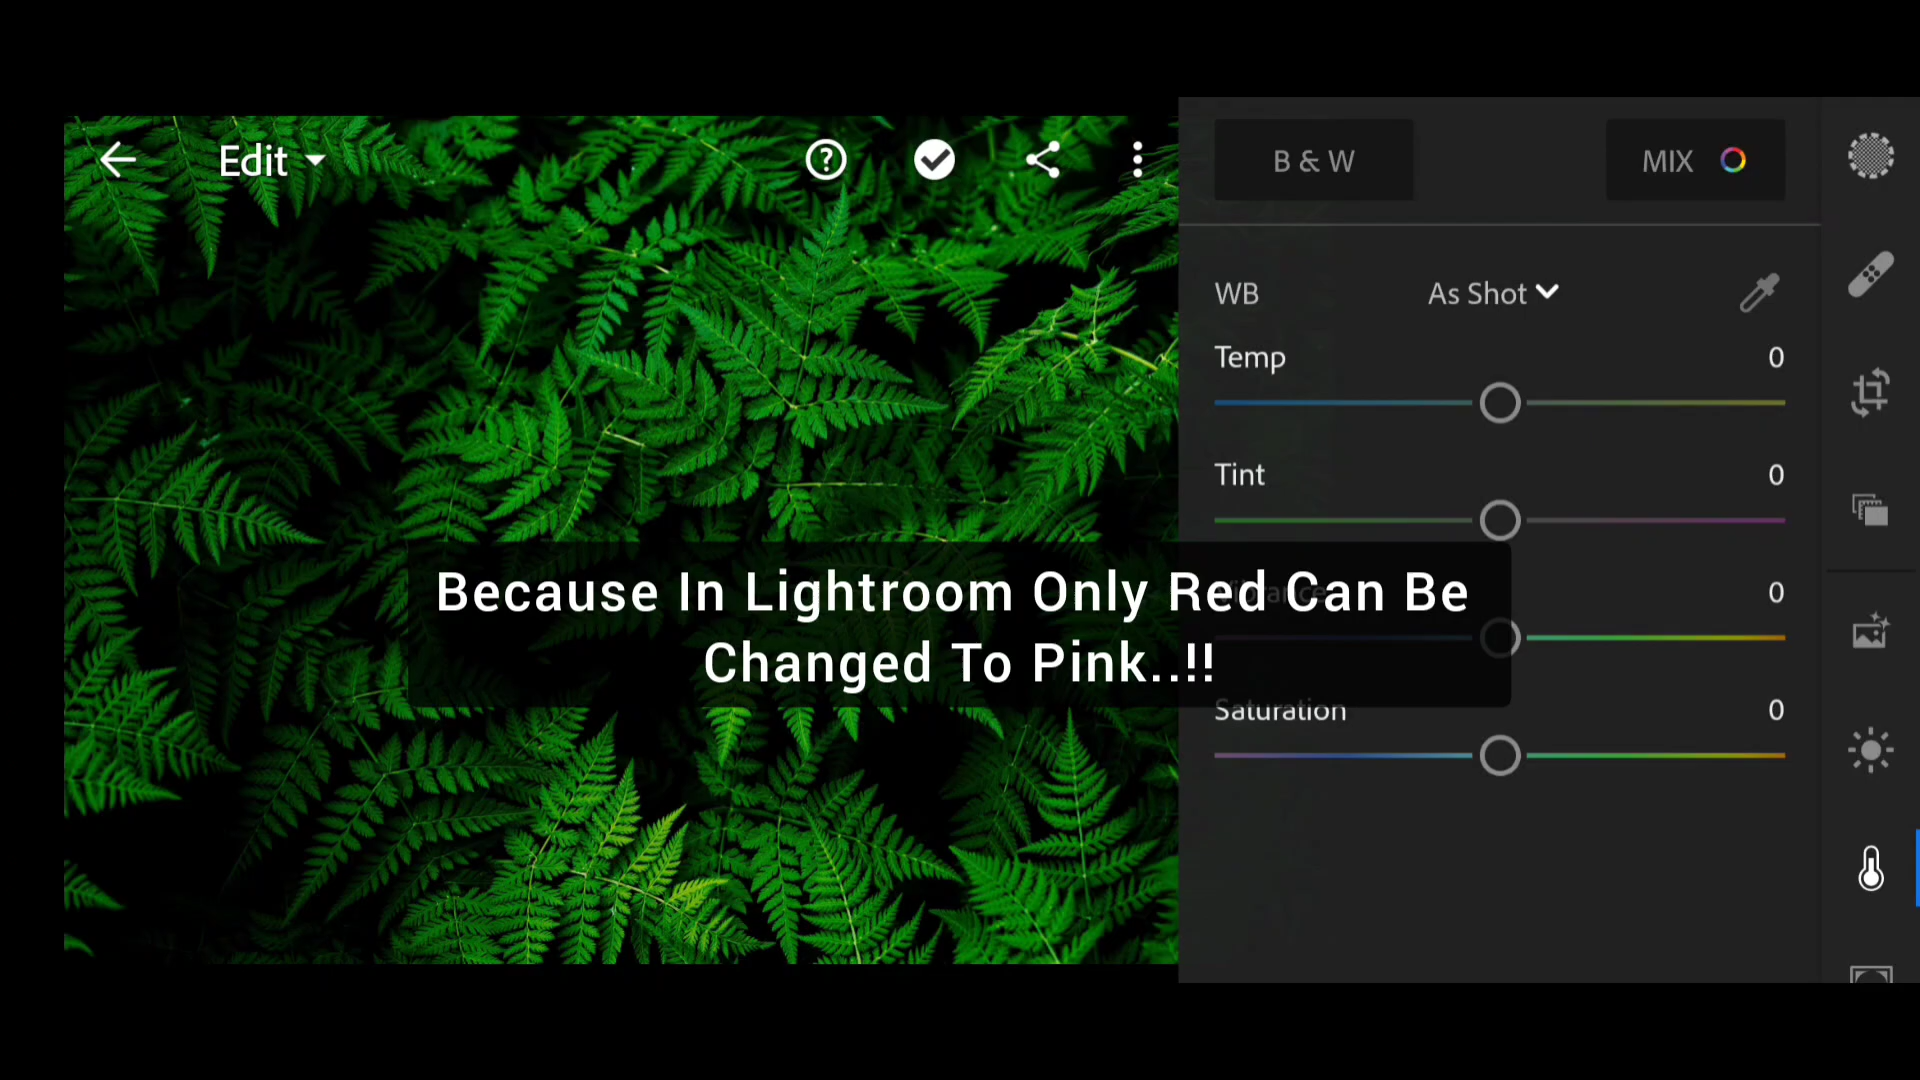 Edit
B & W
MIX
WB
As Shot
Temp
0
Tint
0
Because In Lightroom Only Red Can Be
Changed To Pink..!!
Vibrance
0
Saturation
0